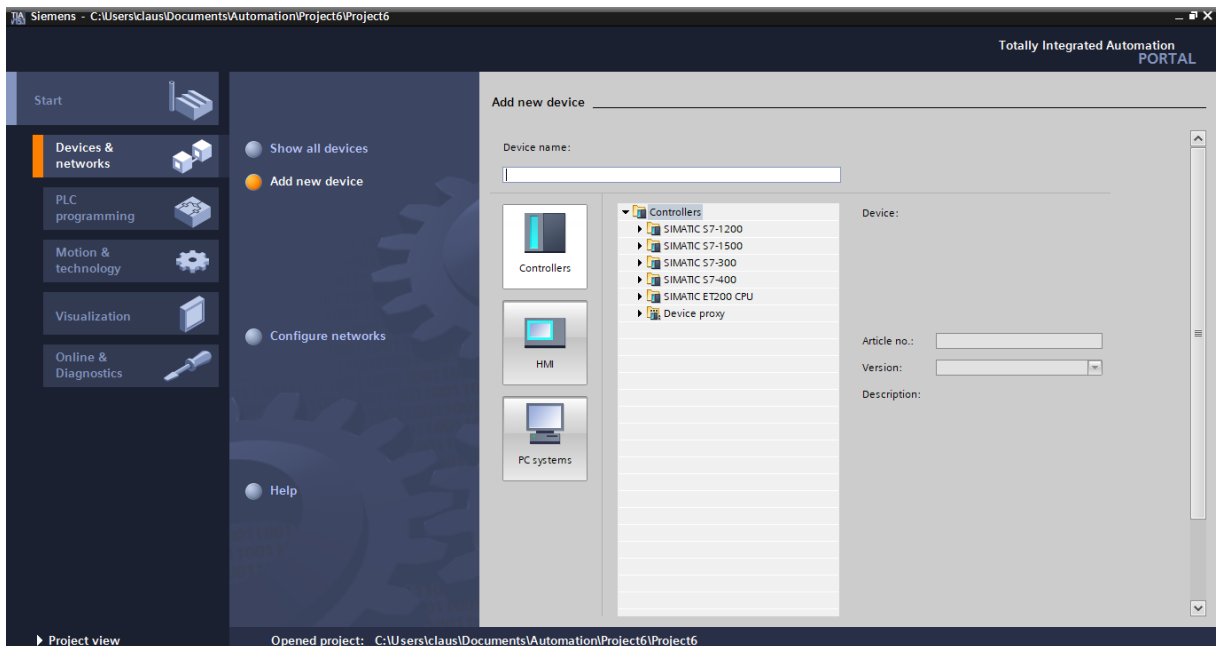 Siemens - C:\Users\claus\Documents\Automation\Project6\Project6
Totally Integrated Automation
PORTAL
Start
Devices &
networks
PLC
programming
Motion &
technology
Visualization
Online &
Diagnostics
Show all devices
Add new device
Configure networks
Help
Add new device
Device name:
Controllers
HMI
PC systems
Controllers
SIMATIC S7-1200
SIMATIC S7-1500
SIMATIC S7-300
SIMATIC S7-400
SIMATIC ET200 CPU
Device proxy
Device:
Article no.:
Version:
Description:
Project view
Opened project: C:\Users\claus\Documents\Automation\Project6\Project6